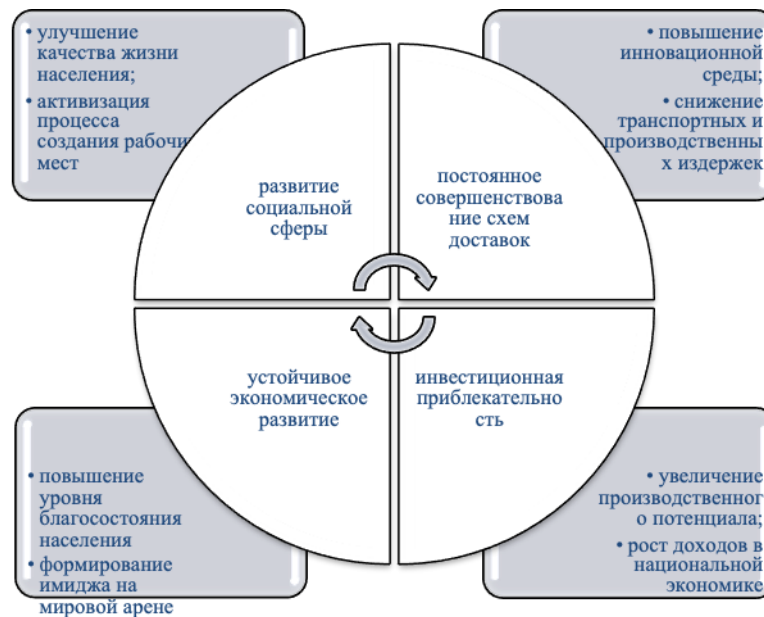 • улучшение
качества жизни
населения;
• активизация
процесса
создания рабочи
мест
• повышение
инновационной
среды;
• снижение
транспортных и
производственны
х издержек
развитие
социальной
сферы
постоянное
совершенствова
ние схем
доставок
устойчивое
экономическое
развитие
инвестиционная
приблекательно
сть
• повышение
уровня
благосостояния
населения
• формирование
имиджа на
мировой арене
• увеличение
производственног
о потенциала;
• рост доходов в
национальной
экономике